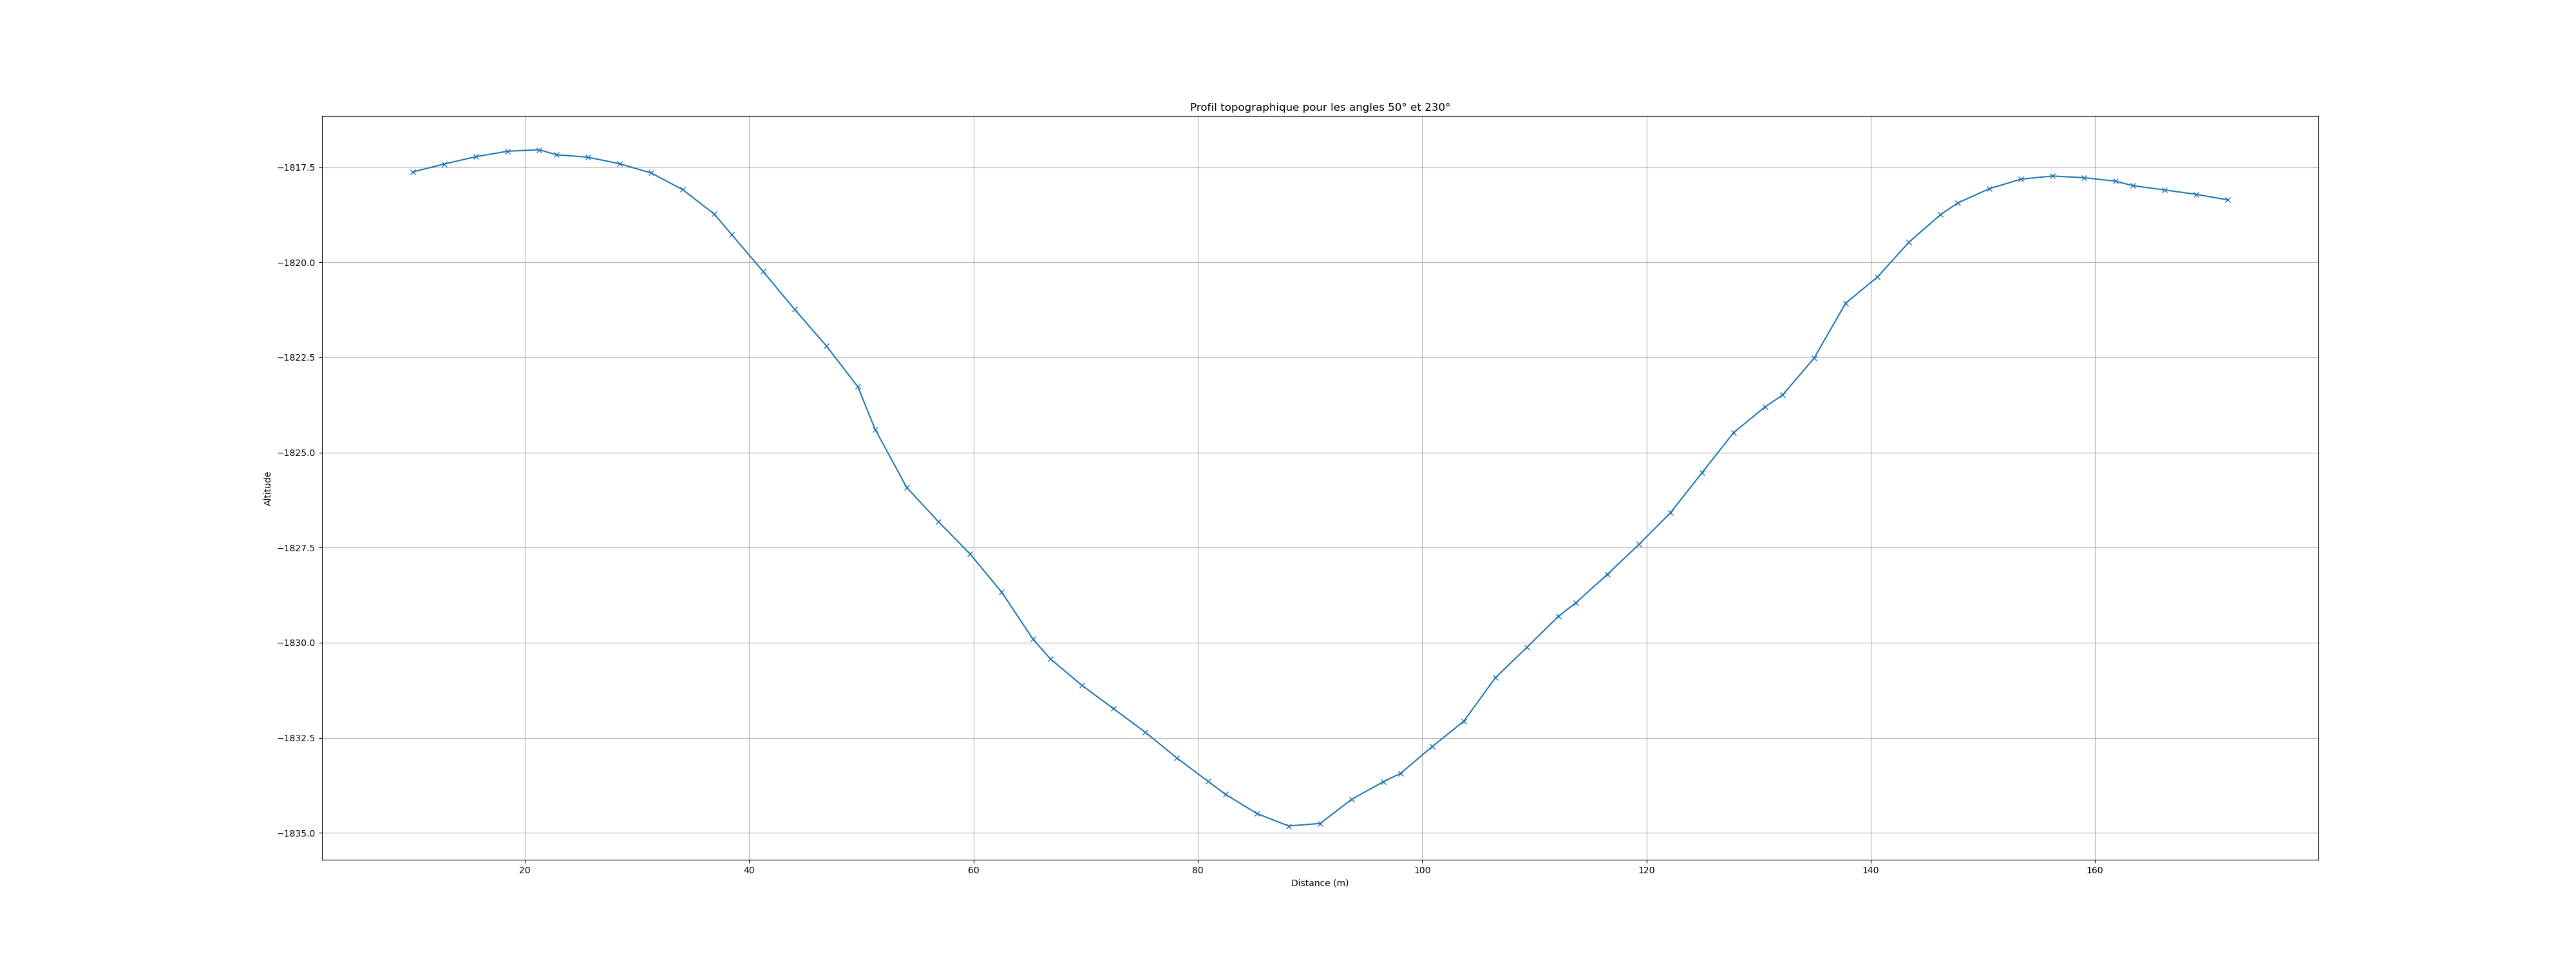 Profil topographique pour les angles 50° et 230°
Altitude
−1817.5
−1820.0
−1822.5
−1825.0
−1827.5
−1830.0
−1832.5
−1835.0
20 40 60 80 100 120 140 160
Distance (m)